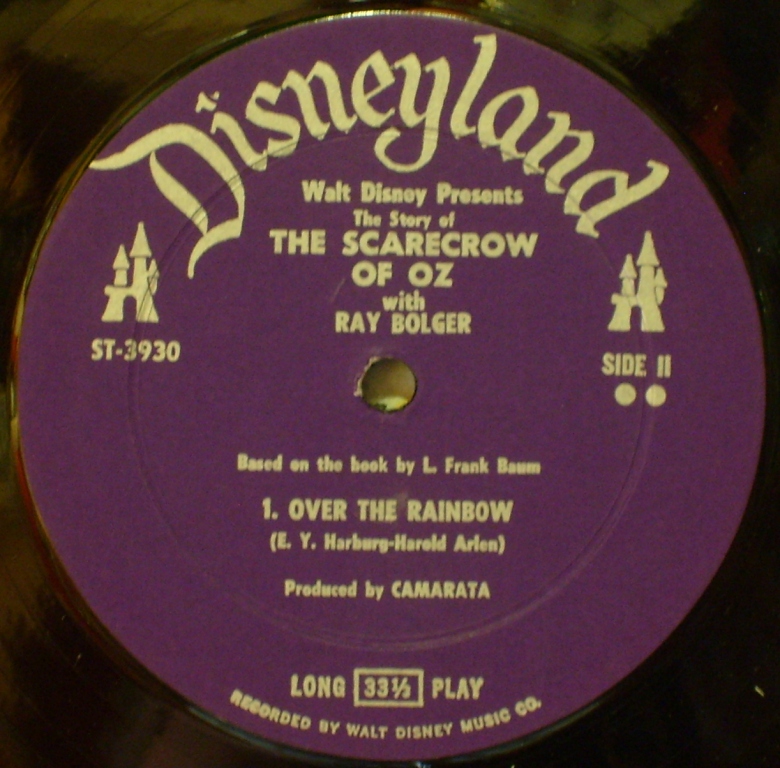 Disneyland
Walt Disney Presents
The Story of
THE SCARECROW
OF OZ
with
RAY BOLGER
ST-3930
SIDE II
Based on the book by L. Frank Baum
1. OVER THE RAINBOW
(E. Y. Harburg-Harold Arlen)
Produced by CAMARATA
LONG 33⅓ PLAY
RECORDED BY WALT DISNEY MUSIC CO.